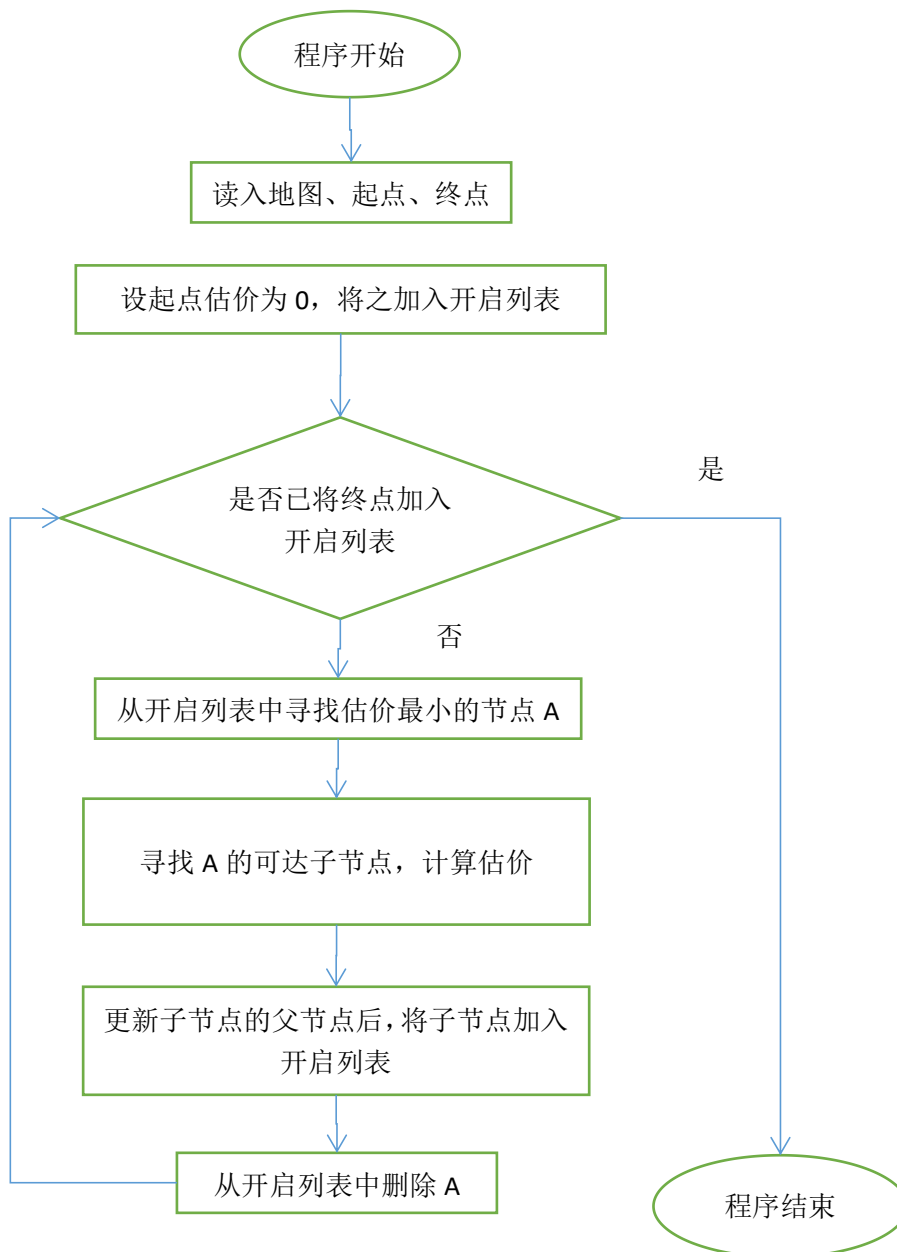 程序开始
读入地图、起点、终点
设起点估价为 0，将之加入开启列表
是否已将终点加入
开启列表
是
否
从开启列表中寻找估价最小的节点 A
寻找 A 的可达子节点，计算估价
更新子节点的父节点后，将子节点加入
开启列表
从开启列表中删除 A
程序结束